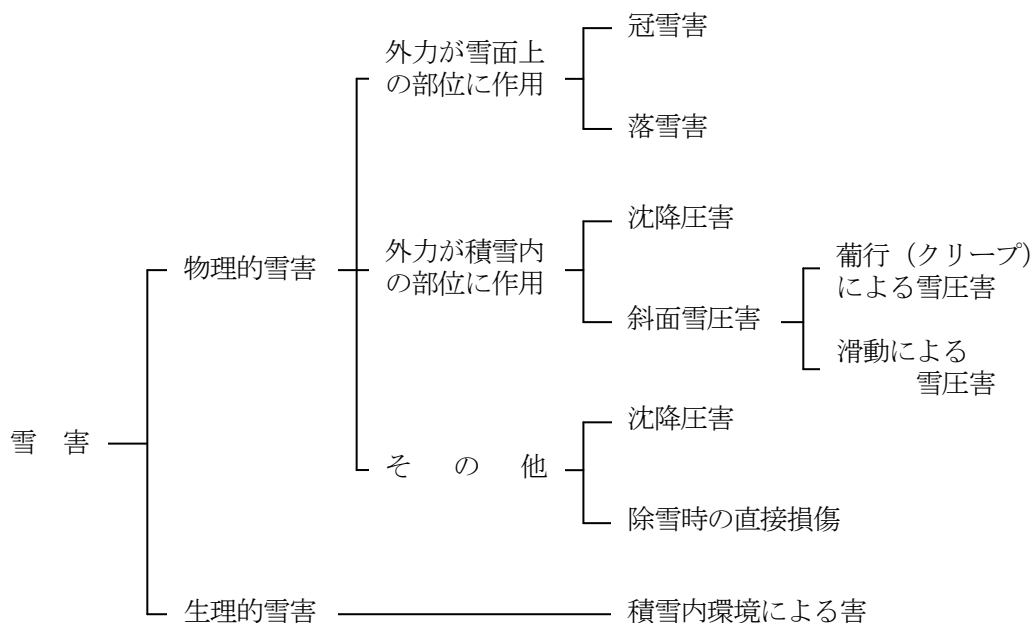 冠雪害
外力が雪面上
の部位に作用
落雪害
沈降圧害
外力が積雪内
の部位に作用
物理的雪害
葡行（クリープ）
による雪圧害
斜面雪圧害
滑動による
雪圧害
沈降圧害
雪　害
そ　の　他
除雪時の直接損傷
生理的雪害
積雪内環境による害